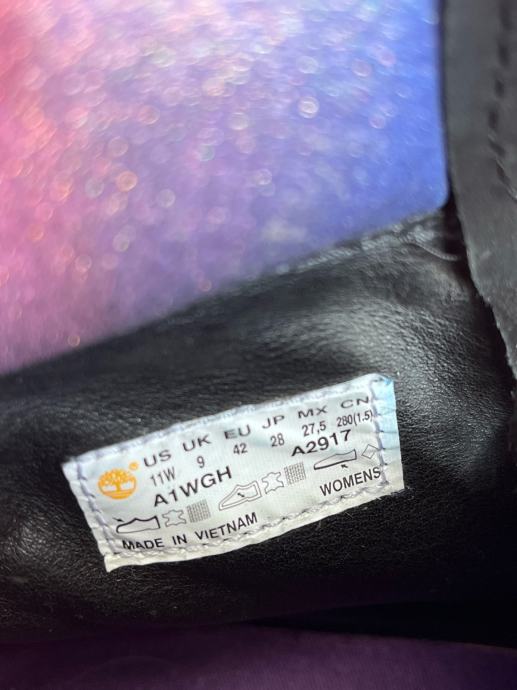 US UK EU JP MX CN
11W 9 42 28 27,5 280(1.5)
A1WGH A2917
WOMENS
MADE IN VIETNAM